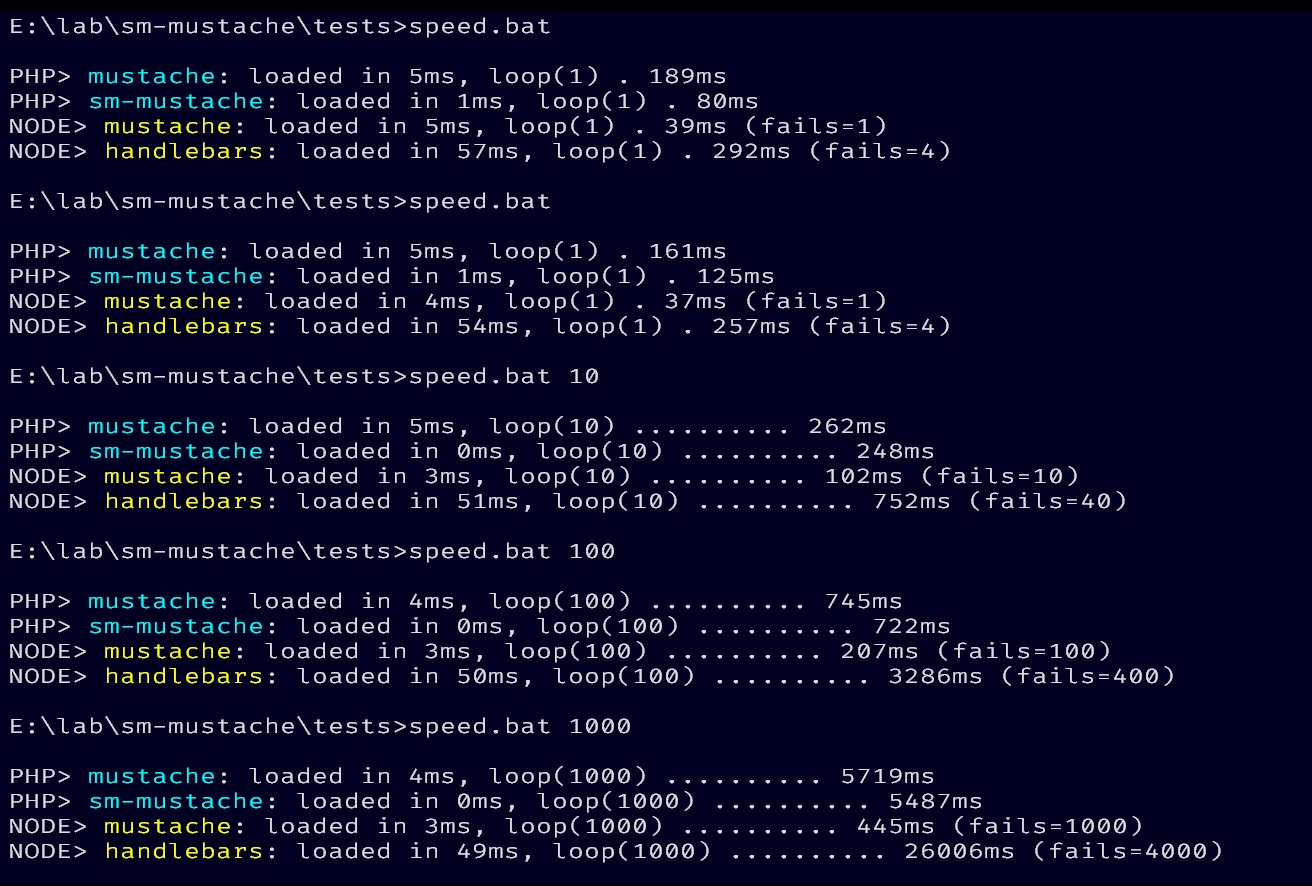 E:\lab\sm-mustache\tests>speed.bat
PHP> mustache: loaded in 5ms, loop(1) . 189ms
PHP> sm-mustache: loaded in 1ms, loop(1) . 80ms
NODE> mustache: loaded in 5ms, loop(1) . 39ms (fails=1)
NODE> handlebars: loaded in 57ms, loop(1) . 292ms (fails=4)
E:\lab\sm-mustache\tests>speed.bat
PHP> mustache: loaded in 5ms, loop(1) . 161ms
PHP> sm-mustache: loaded in 1ms, loop(1) . 125ms
NODE> mustache: loaded in 4ms, loop(1) . 37ms (fails=1)
NODE> handlebars: loaded in 54ms, loop(1) . 257ms (fails=4)
E:\lab\sm-mustache\tests>speed.bat 10
PHP> mustache: loaded in 5ms, loop(10) .......... 262ms
PHP> sm-mustache: loaded in 0ms, loop(10) .......... 248ms
NODE> mustache: loaded in 3ms, loop(10) .......... 102ms (fails=10)
NODE> handlebars: loaded in 51ms, loop(10) .......... 752ms (fails=40)
E:\lab\sm-mustache\tests>speed.bat 100
PHP> mustache: loaded in 4ms, loop(100) .......... 745ms
PHP> sm-mustache: loaded in 0ms, loop(100) .......... 722ms
NODE> mustache: loaded in 3ms, loop(100) .......... 207ms (fails=100)
NODE> handlebars: loaded in 50ms, loop(100) .......... 3286ms (fails=400)
E:\lab\sm-mustache\tests>speed.bat 1000
PHP> mustache: loaded in 4ms, loop(1000) .......... 5719ms
PHP> sm-mustache: loaded in 0ms, loop(1000) .......... 5487ms
NODE> mustache: loaded in 3ms, loop(1000) .......... 445ms (fails=1000)
NODE> handlebars: loaded in 49ms, loop(1000) .......... 26006ms (fails=4000)